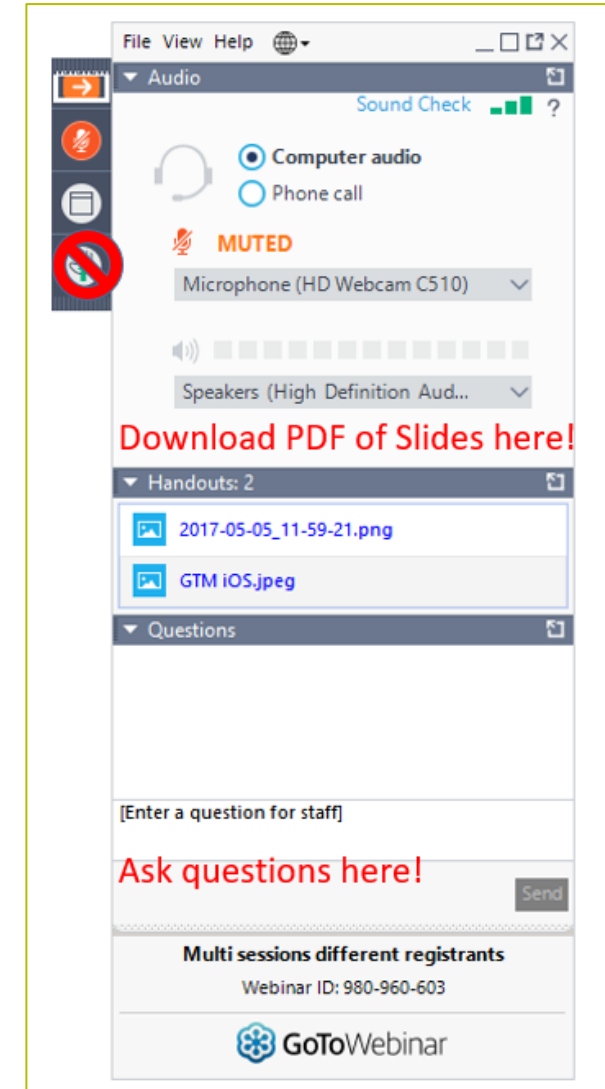 File View Help
Audio
Sound Check ?
Computer audio
Phone call
MUTED
Microphone (HD Webcam C510)
Speakers (High Definition Aud...
Download PDF of Slides here!
Handouts: 2
2017-05-05_11-59-21.png
GTM iOS.jpeg
Questions
[Enter a question for staff]
Ask questions here!
Send
Multi sessions different registrants
Webinar ID: 980-960-603
GoToWebinar